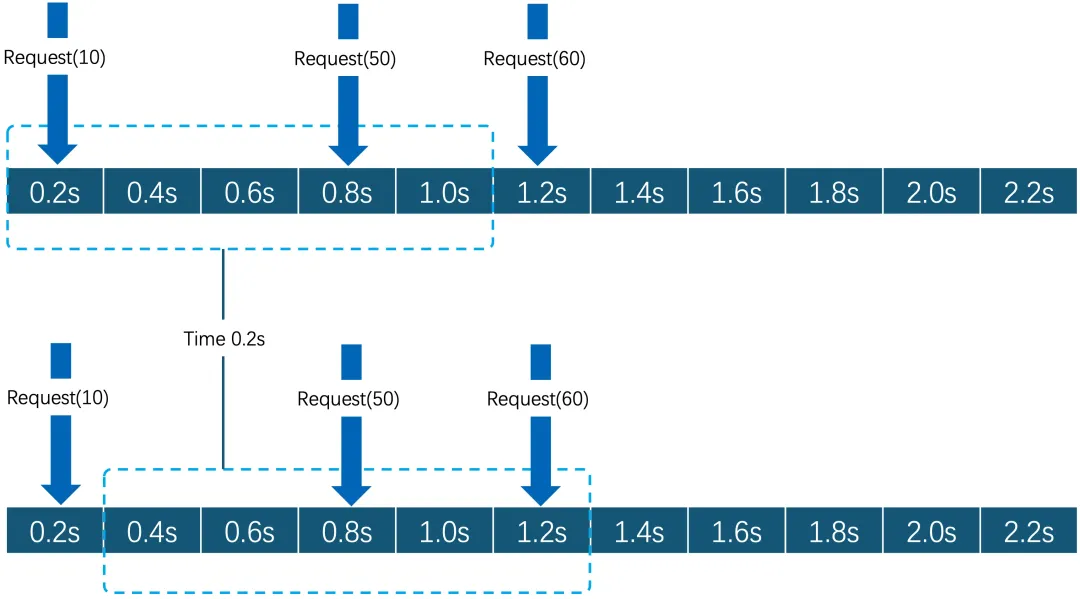 Request(10) Request(50) Request(60)
0.2s 0.4s 0.6s 0.8s 1.0s 1.2s 1.4s 1.6s 1.8s 2.0s 2.2s
Time 0.2s
Request(10) Request(50) Request(60)
0.2s 0.4s 0.6s 0.8s 1.0s 1.2s 1.4s 1.6s 1.8s 2.0s 2.2s